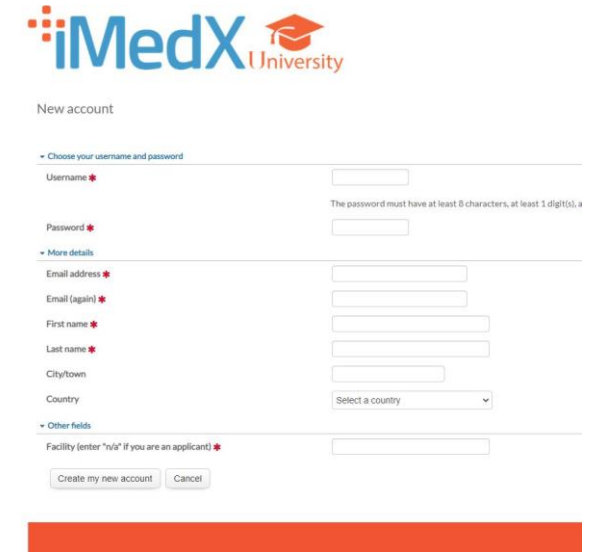 iMedX University
New account
Choose your username and password
Username
The password must have at least 8 characters, at least 1 digit(s), a
Password
More details
Email address
Email (again)
First name
Last name
City/town
Country Select a country
Other fields
Facility (enter "n/a" if you are an applicant)
Create my new account Cancel